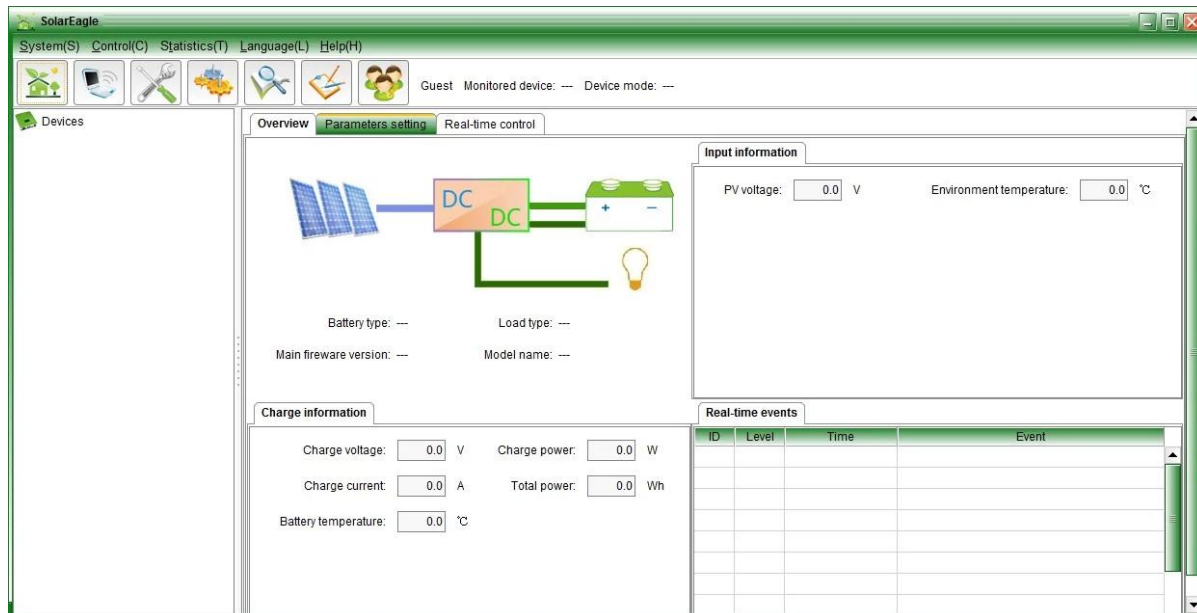 SolarEagle
System(S) Control(C) Statistics(T) Language(L) Help(H)
Guest Monitored device: --- Device mode: ---
Devices
Overview Parameters setting Real-time control
DC
DC
+ −
Battery type: --- Load type: ---
Main fireware version: --- Model name: ---
Input information
PV voltage: 0.0 V Environment temperature: 0.0 ℃
Charge information
Charge voltage: 0.0 V Charge power: 0.0 W
Charge current: 0.0 A Total power: 0.0 Wh
Battery temperature: 0.0 ℃
Real-time events
ID Level Time Event